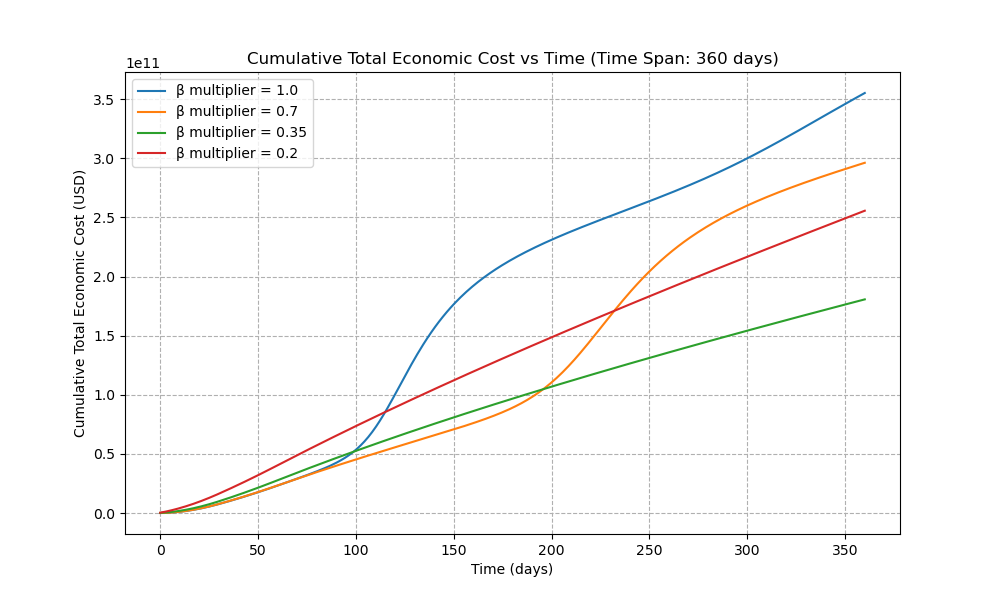 Cumulative Total Economic Cost vs Time (Time Span: 360 days)
1e11
β multiplier = 1.0
β multiplier = 0.7
β multiplier = 0.35
β multiplier = 0.2
Cumulative Total Economic Cost (USD)
3.5
3.0
2.5
2.0
1.5
1.0
0.5
0.0
0 50 100 150 200 250 300 350
Time (days)